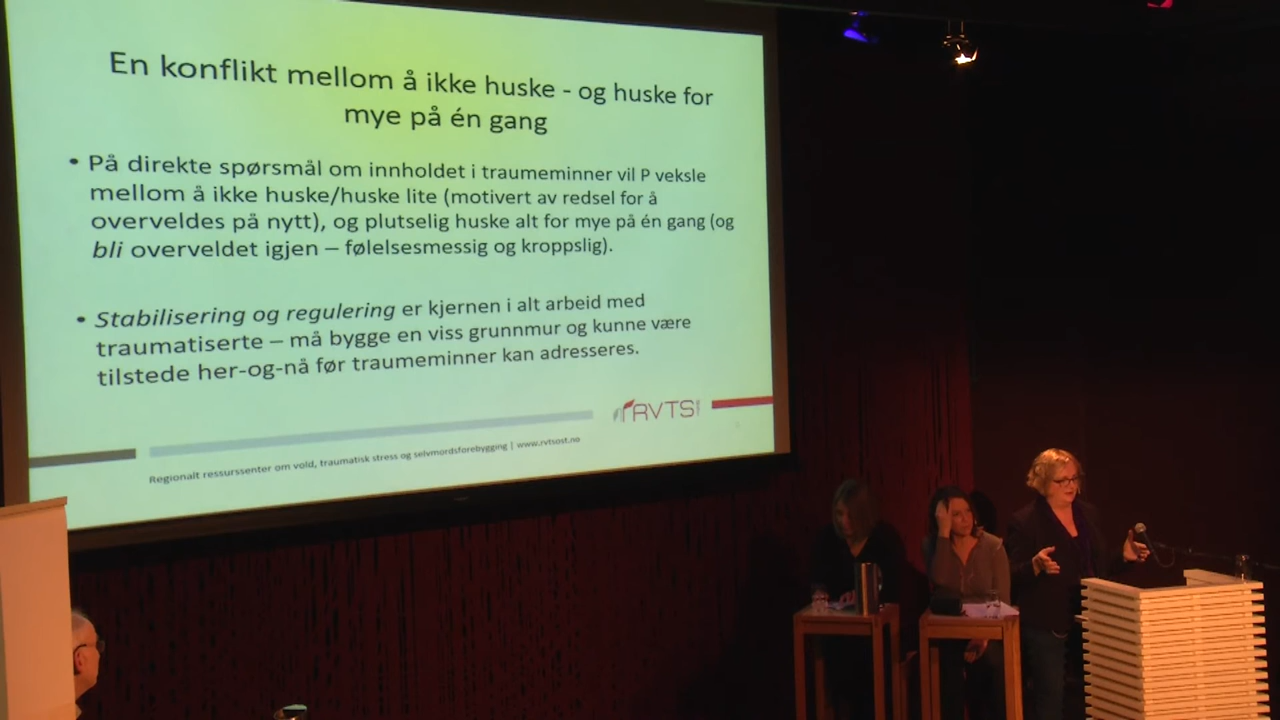 En konflikt mellom å ikke huske - og huske for
mye på én gang
• På direkte spørsmål om innholdet i traumeminner vil P veksle
mellom å ikke huske/huske lite (motivert av redsel for å
overveldes på nytt), og plutselig huske alt for mye på én gang (og
bli overveldet igjen – følelsesmessig og kroppslig).
• Stabilisering og regulering er kjernen i alt arbeid med
traumatiserte – må bygge en viss grunnmur og kunne være
tilstede her-og-nå før traumeminner kan adresseres.
RVTS
Regionalt ressurssenter om vold, traumatisk stress og selvmordsforebygging | www.rvtsost.no